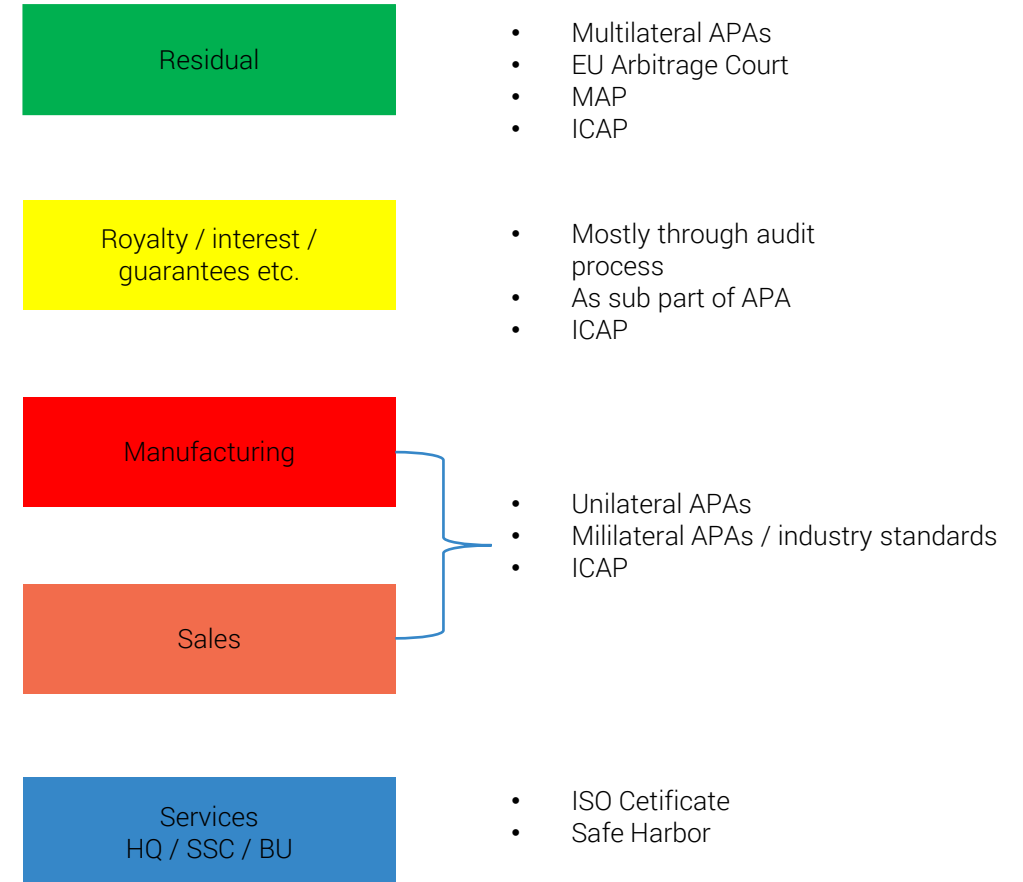 Residual
• Multilateral APAs
• EU Arbitrage Court
• MAP
• ICAP
Royalty / interest /
guarantees etc.
• Mostly through audit
process
• As sub part of APA
• ICAP
Manufacturing
Sales
• Unilateral APAs
• Mililateral APAs / industry standards
• ICAP
Services
HQ / SSC / BU
• ISO Cetificate
• Safe Harbor